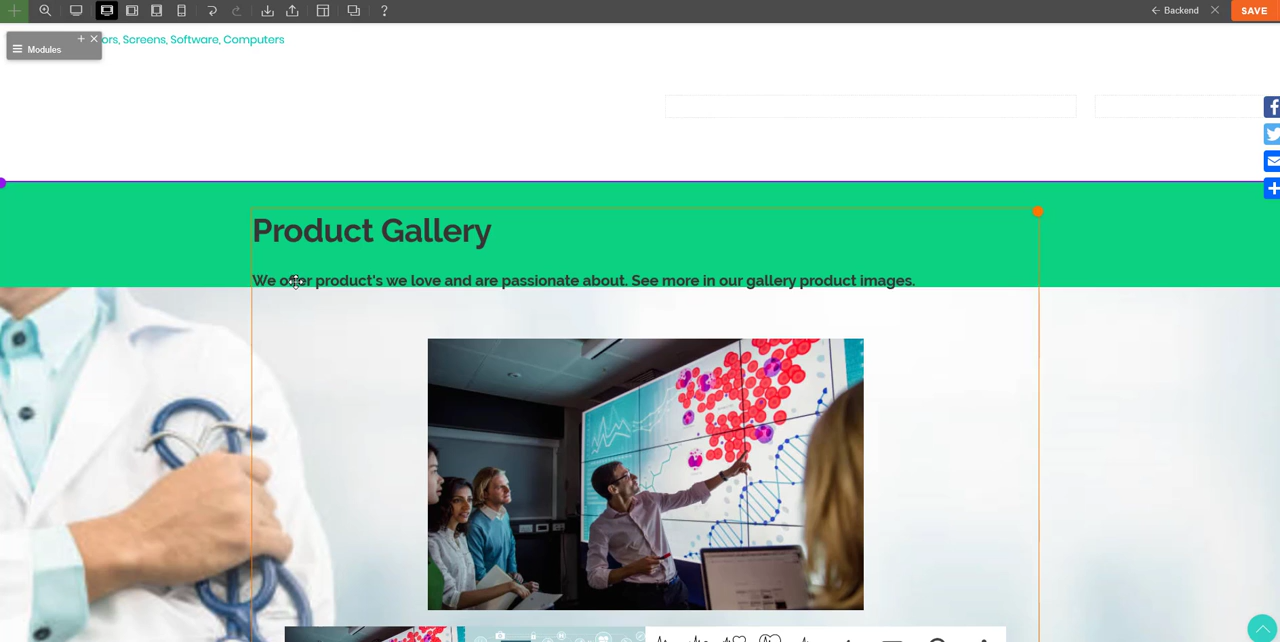 Backend
SAVE
Modules
ors, Screens, Software, Computers
Product Gallery
We offer product's we love and are passionate about. See more in our gallery product images.